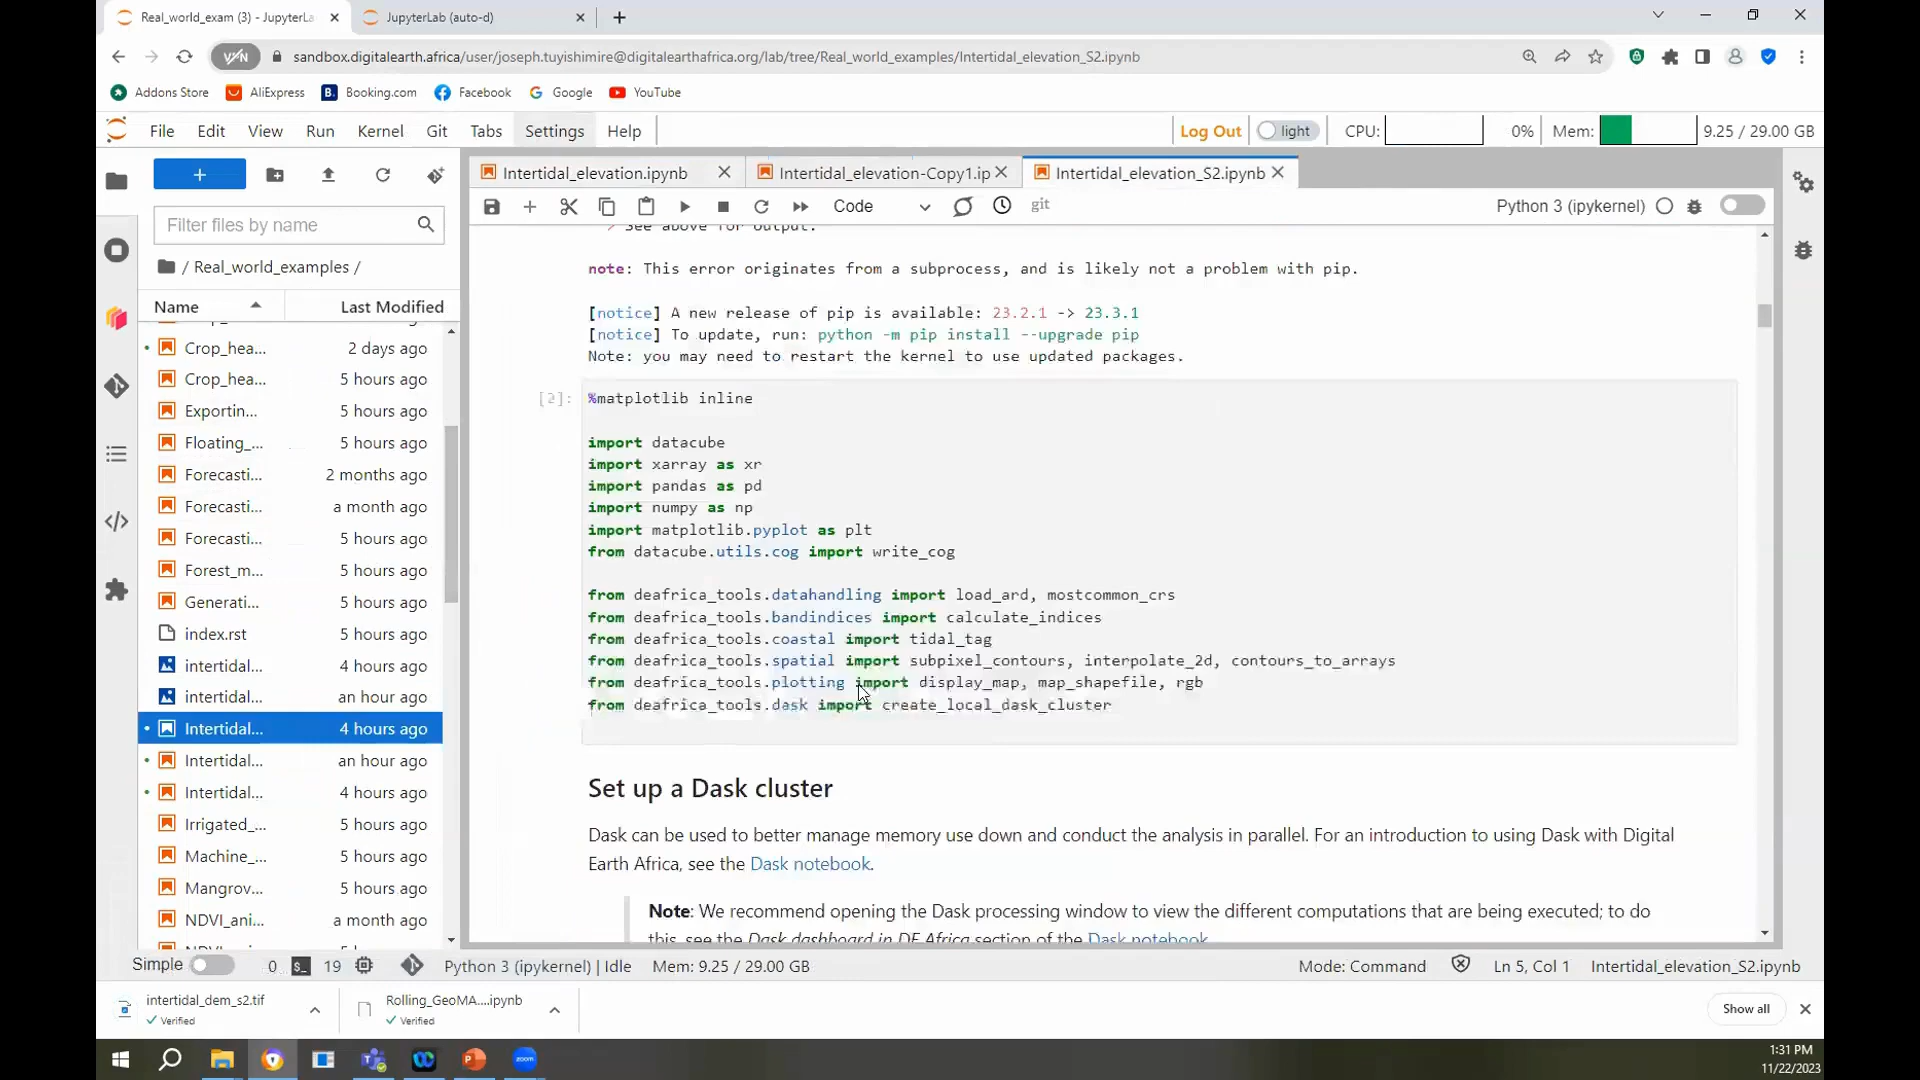 Real_world_exam (3) - JupyterLa
JupyterLab (auto-d)
sandbox.digitalearth.africa/user/joseph.tuyishimire@digitalearthafrica.org/lab/tree/Real_world_examples/Intertidal_elevation_S2.ipynb
Addons Store
AliExpress
Booking.com
Facebook
Google
YouTube
File
Edit
View
Run
Kernel
Git
Tabs
Settings
Help
Log Out
light
CPU:
0%
Mem:
9.25 / 29.00 GB
Intertidal_elevation.ipynb
Intertidal_elevation-Copy1.ip
Intertidal_elevation_S2.ipynb
Code
git
Python 3 (ipykernel)
Filter files by name
/ Real_world_examples /
Name
Last Modified
Crop_hea... 2 days ago
Crop_hea... 5 hours ago
Exportin... 5 hours ago
Floating_... 5 hours ago
Forecasti... 2 months ago
Forecasti... a month ago
Forecasti... 5 hours ago
Forest_m... 5 hours ago
Generati... 5 hours ago
index.rst 5 hours ago
intertidal... 4 hours ago
intertidal... an hour ago
Intertidal... 4 hours ago
Intertidal... an hour ago
Intertidal... 4 hours ago
Irrigated_... 5 hours ago
Machine_... 5 hours ago
Mangrov... 5 hours ago
NDVI_ani... a month ago
See above for output.
note: This error originates from a subprocess, and is likely not a problem with pip.
[notice] A new release of pip is available: 23.2.1 -> 23.3.1
[notice] To update, run: python -m pip install --upgrade pip
Note: you may need to restart the kernel to use updated packages.
[2]:
%matplotlib inline
import datacube
import xarray as xr
import pandas as pd
import numpy as np
import matplotlib.pyplot as plt
from datacube.utils.cog import write_cog
from deafrica_tools.datahandling import load_ard, mostcommon_crs
from deafrica_tools.bandindices import calculate_indices
from deafrica_tools.coastal import tidal_tag
from deafrica_tools.spatial import subpixel_contours, interpolate_2d, contours_to_arrays
from deafrica_tools.plotting import display_map, map_shapefile, rgb
from deafrica_tools.dask import create_local_dask_cluster
Set up a Dask cluster
Dask can be used to better manage memory use down and conduct the analysis in parallel. For an introduction to using Dask with Digital
Earth Africa, see the Dask notebook.
Note: We recommend opening the Dask processing window to view the different computations that are being executed; to do
this, see the Dask dashboard in DE Africa section of the Dask notebook.
Simple
0
19
Python 3 (ipykernel) | Idle
Mem: 9.25 / 29.00 GB
Mode: Command
Ln 5, Col 1
Intertidal_elevation_S2.ipynb
intertidal_dem_s2.tif
Verified
Rolling_GeoMA....ipynb
Verified
Show all
1:31 PM
11/22/2023